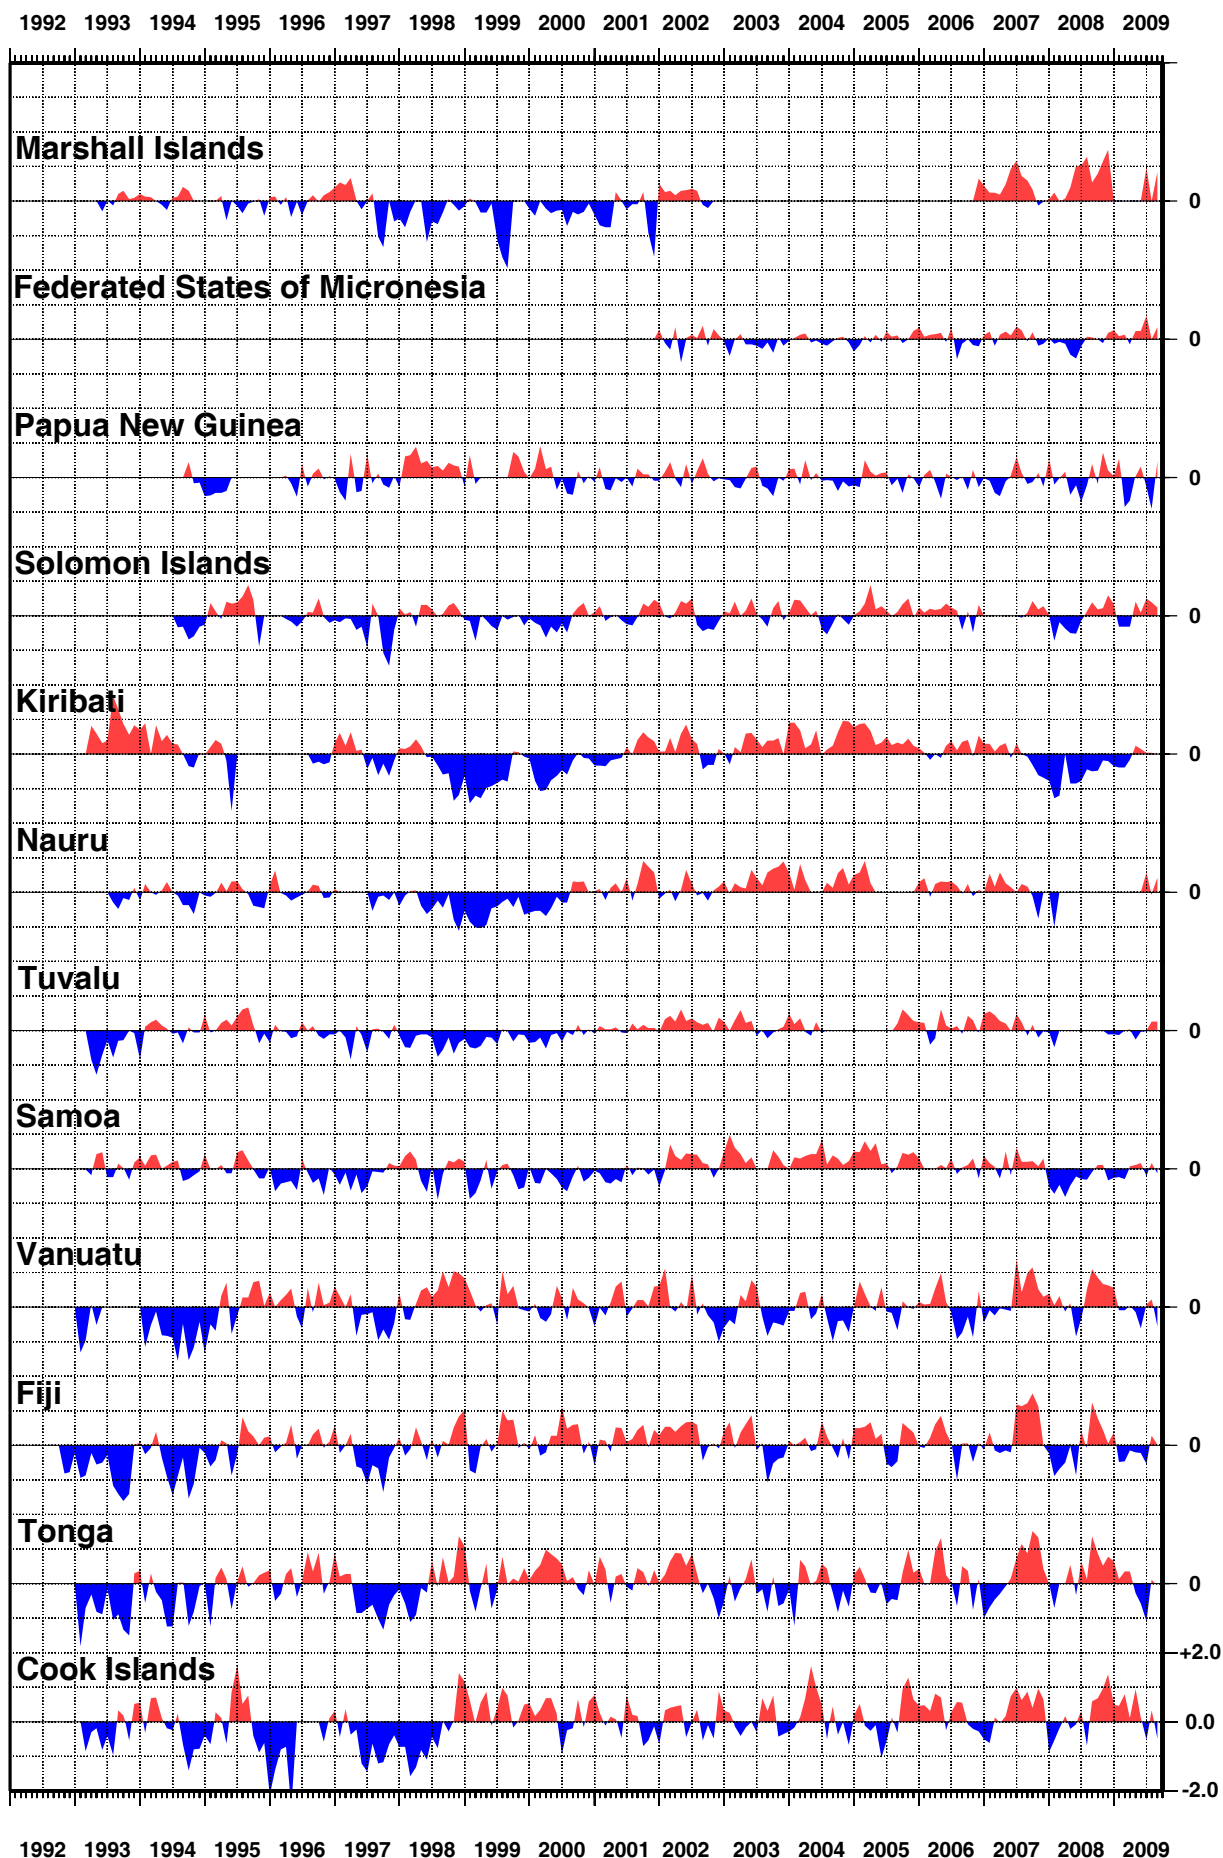 1992 1993 1994 1995 1996 1997 1998 1999 2000 2001 2002 2003 2004 2005 2006 2007 2008 2009
Marshall Islands
0
Federated States of Micronesia
0
Papua New Guinea
0
Solomon Islands
0
Kiribati
0
Nauru
0
Tuvalu
0
Samoa
0
Vanuatu
0
Fiji
0
Tonga
0
+2.0
Cook Islands
0.0
-2.0
1992 1993 1994 1995 1996 1997 1998 1999 2000 2001 2002 2003 2004 2005 2006 2007 2008 2009